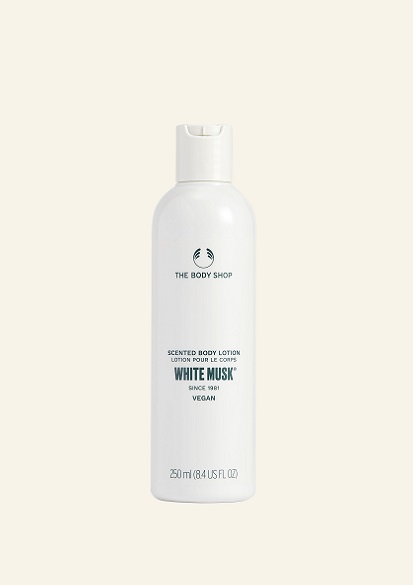 THE BODY SHOP
SCENTED BODY LOTION
LOTION POUR LE CORPS
WHITE MUSK®
SINCE 1981
VEGAN
250 ml (8.4 US FL OZ)